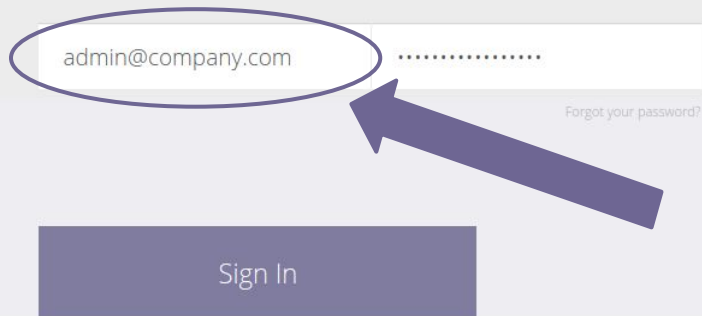 admin@company.com
•••••••••••••••••
Forgot your password?
Sign In